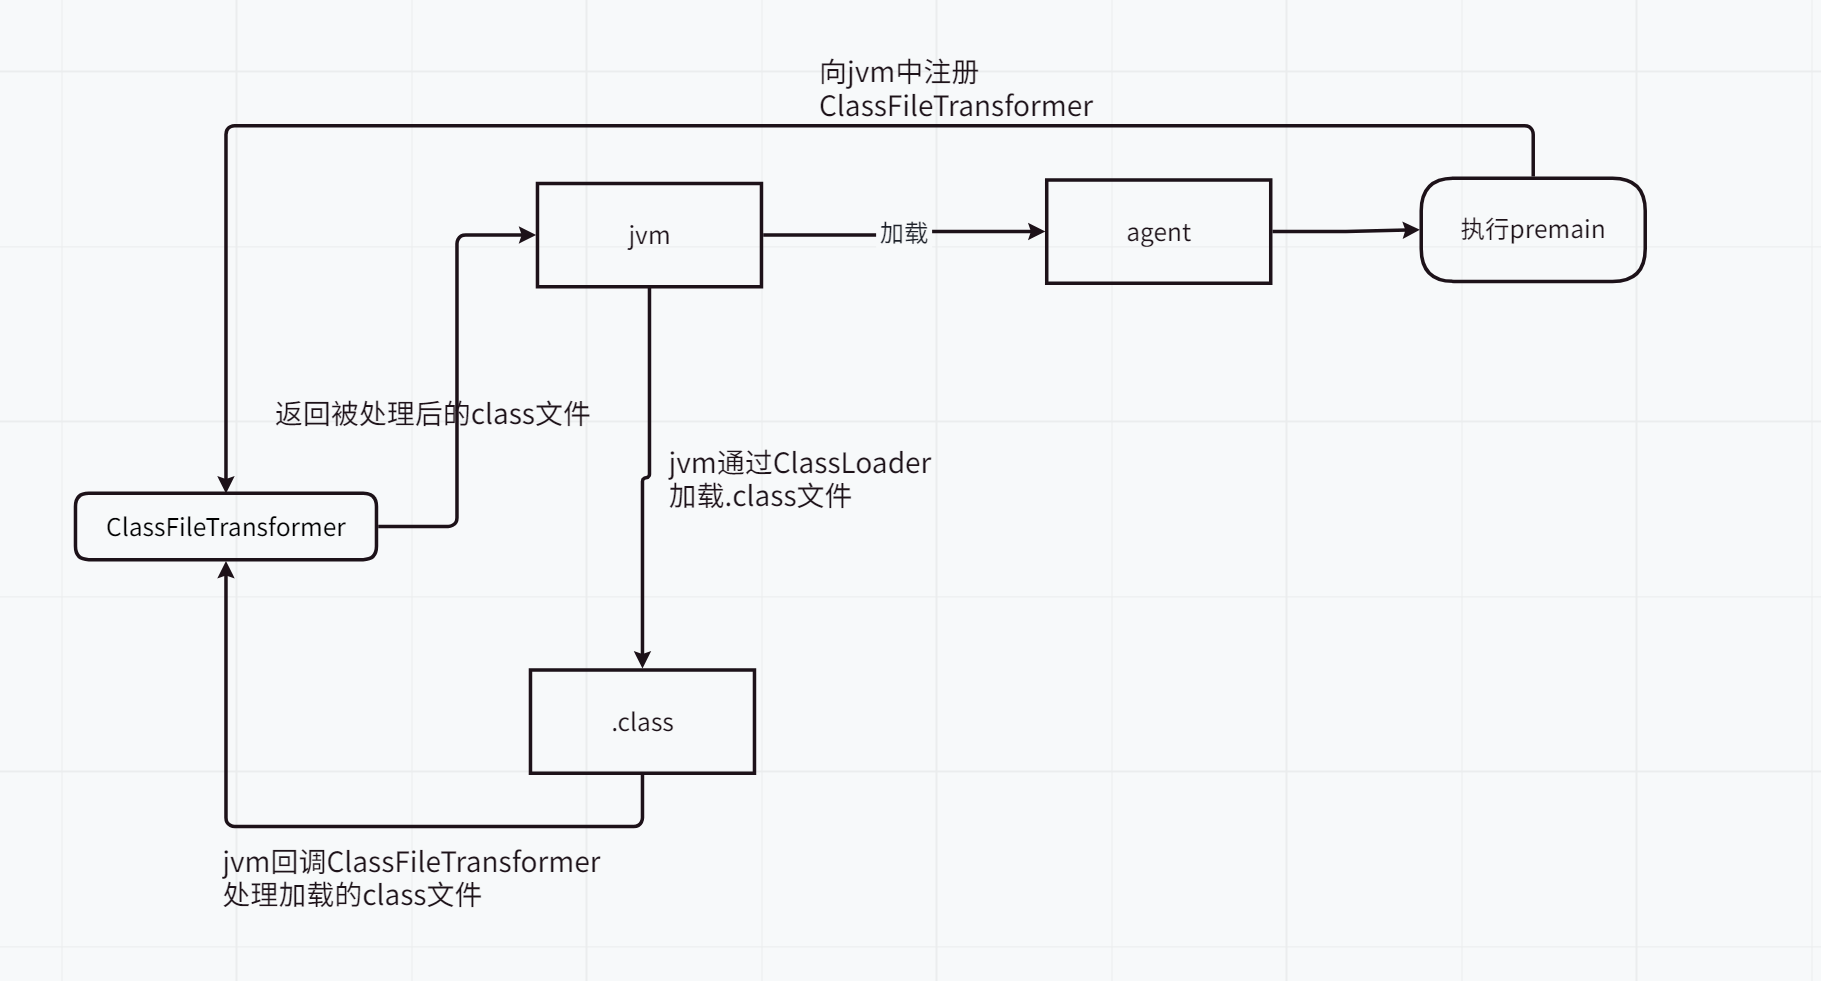 向jvm中注册
ClassFileTransformer
jvm
加载
agent
执行premain
返回被处理后的class文件
jvm通过ClassLoader
加载.class文件
ClassFileTransformer
.class
jvm回调ClassFileTransformer
处理加载的class文件